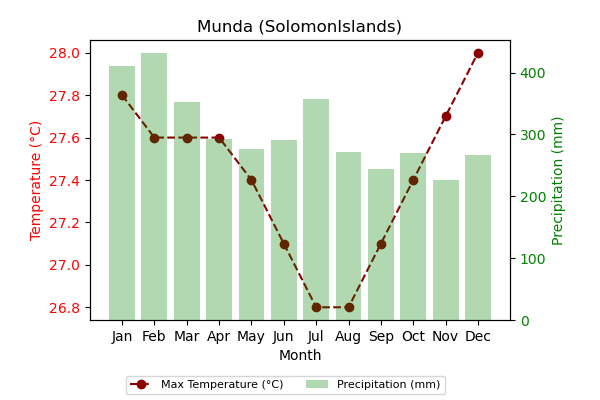 Munda (SolomonIslands)
Temperature (°C)
28.0
27.8
27.6
27.4
27.2
27.0
26.8
400
300
200
100
0
Precipitation (mm)
Jan Feb Mar Apr May Jun Jul Aug Sep Oct Nov Dec
Month
Max Temperature (°C) Precipitation (mm)